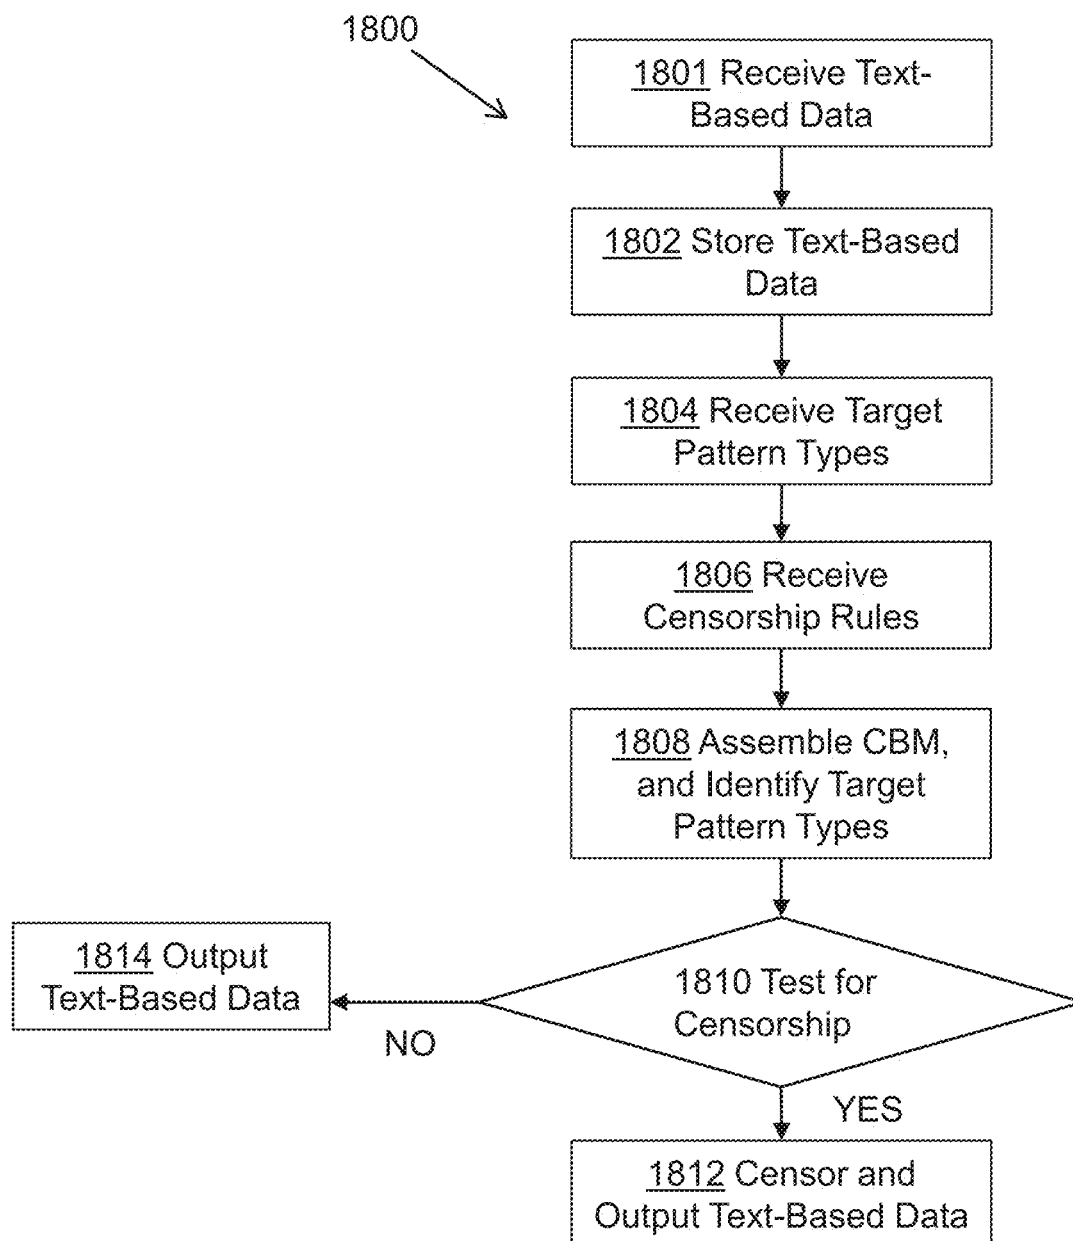 1800
1801 Receive Text-
Based Data
1802 Store Text-Based
Data
1804 Receive Target
Pattern Types
1806 Receive
Censorship Rules
1808 Assemble CBM,
and Identify Target
Pattern Types
1814 Output
Text-Based Data
1810 Test for
Censorship
NO
YES
1812 Censor and
Output Text-Based Data